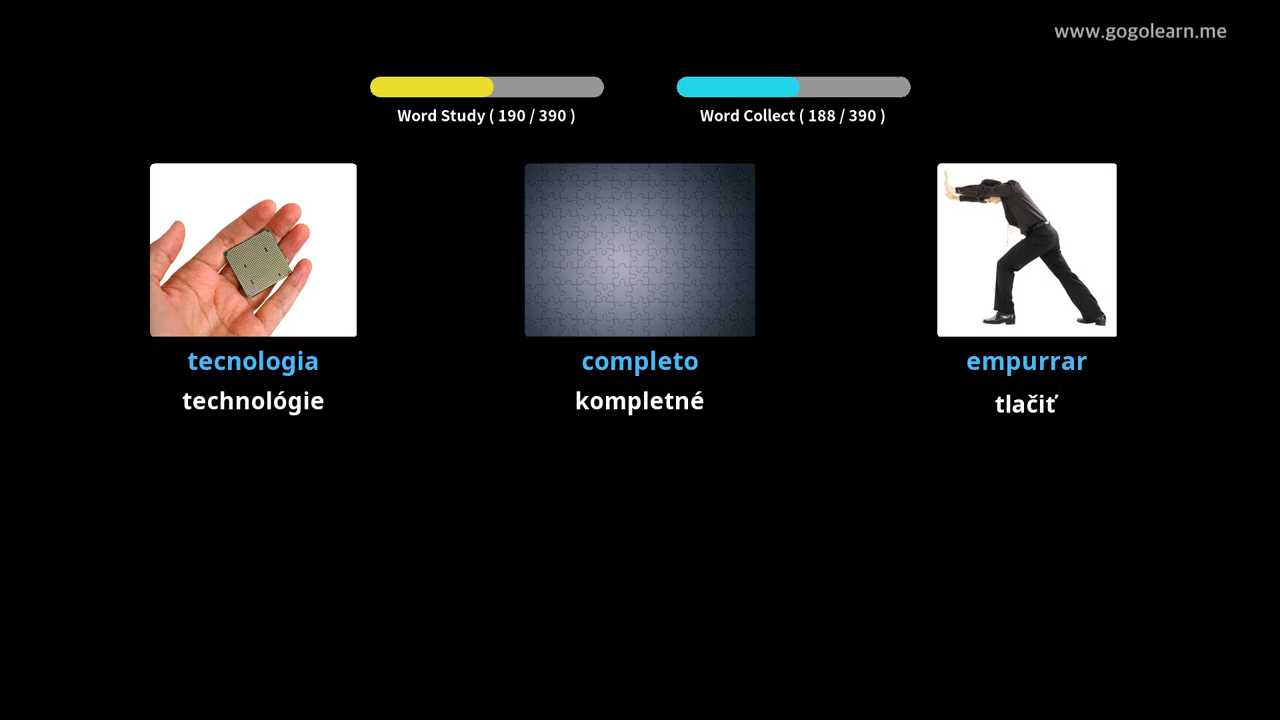 www.gogolearn.me
Word Study ( 190 / 390 )
Word Collect ( 188 / 390 )
tecnologia
technológie
completo
kompletné
empurrar
tlačiť